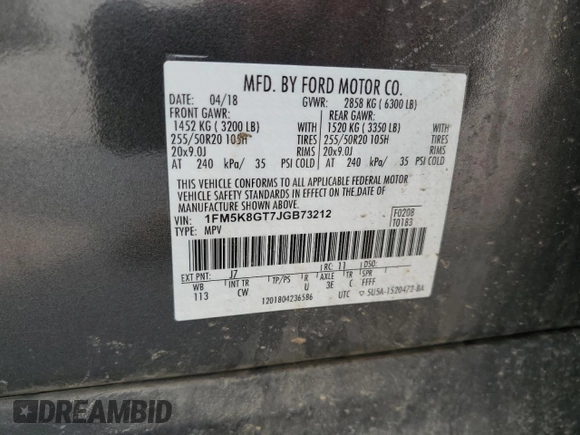 MFD. BY FORD MOTOR CO.
DATE: 04/18 GVWR: 2858 KG ( 6300 LB)
FRONT GAWR: REAR GAWR:
1452 KG ( 3200 LB) WITH 1520 KG ( 3350 LB) WITH
255/50R20 105H TIRES 255/50R20 105H TIRES
20x9.0J RIMS 20x9.0J RIMS
AT 240 kPa/ 35 PSI COLD AT 240 kPa/ 35 PSI COLD
THIS VEHICLE CONFORMS TO ALL APPLICABLE FEDERAL MOTOR
VEHICLE SAFETY STANDARDS IN EFFECT ON THE DATE OF
MANUFACTURE SHOWN ABOVE.
VIN: 1FM5K8GT7JGB73212 F0208
TYPE: MPV T0183
EXT PNT: J7 RC: 11 DSO:
WB INT TR TP/PS R AXLE TR SPR
113 CW U 3E C FFFF
1201804236586 UTC ▽ 5U5A-1520472-BA
DREAMBID